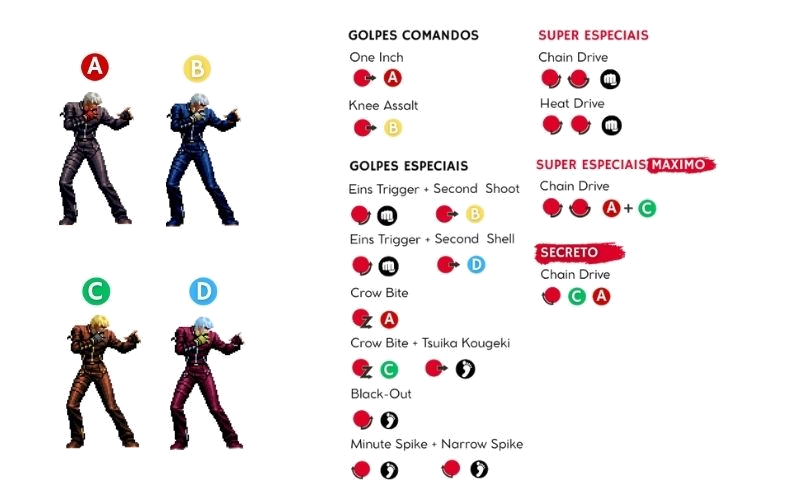 A
B
C
D
GOLPES COMANDOS
One Inch
A
Knee Assalt
B
GOLPES ESPECIAIS
Eins Trigger + Second Shoot
B
Eins Trigger + Second Shell
D
Crow Bite
A
Crow Bite + Tsuika Kougeki
C
Black-Out
Minute Spike + Narrow Spike
SUPER ESPECIAIS
Chain Drive
Heat Drive
SUPER ESPECIAIS MAXIMO
Chain Drive
A + C
SECRETO
Chain Drive
C A